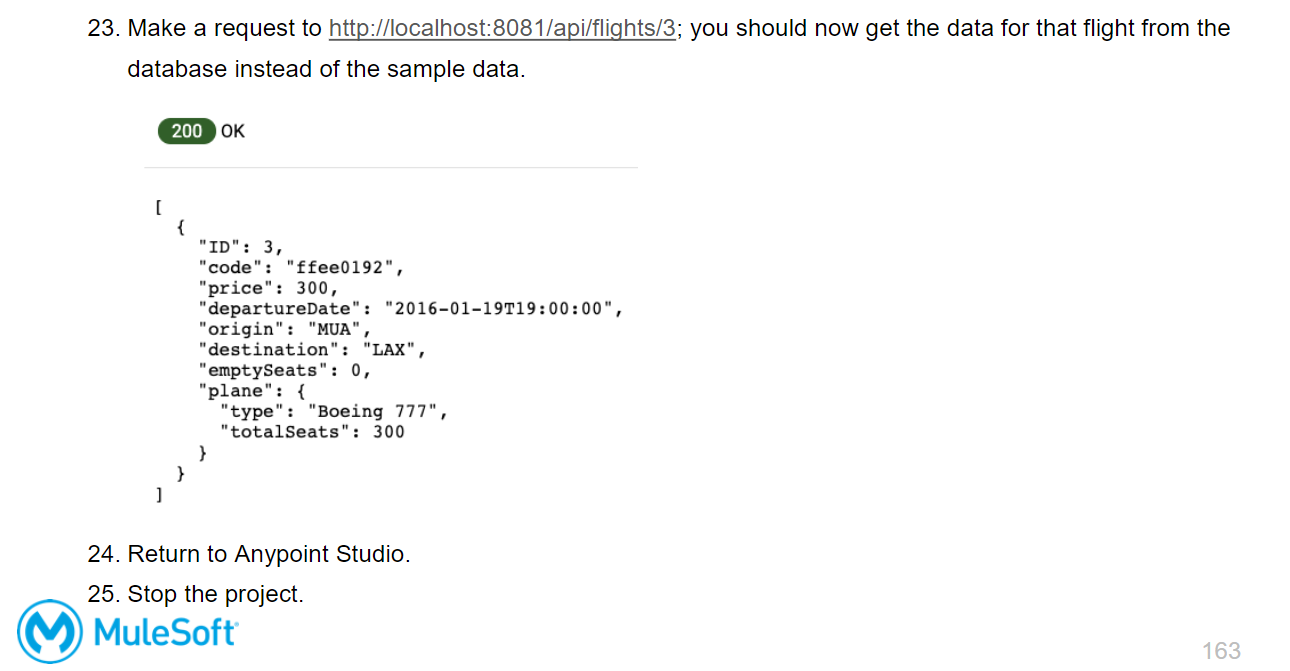 23. Make a request to http://localhost:8081/api/flights/3; you should now get the data for that flight from the
database instead of the sample data.
200 OK
[
{
"ID": 3,
"code": "ffee0192",
"price": 300,
"departureDate": "2016-01-19T19:00:00",
"origin": "MUA",
"destination": "LAX",
"emptySeats": 0,
"plane": {
"type": "Boeing 777",
"totalSeats": 300
}
}
]
24. Return to Anypoint Studio.
25. Stop the project.
MuleSoft
163